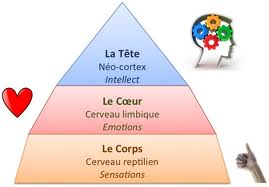 La Tête
Néo-cortex
Intellect
Le Cœur
Cerveau limbique
Emotions
Le Corps
Cerveau reptilien
Sensations